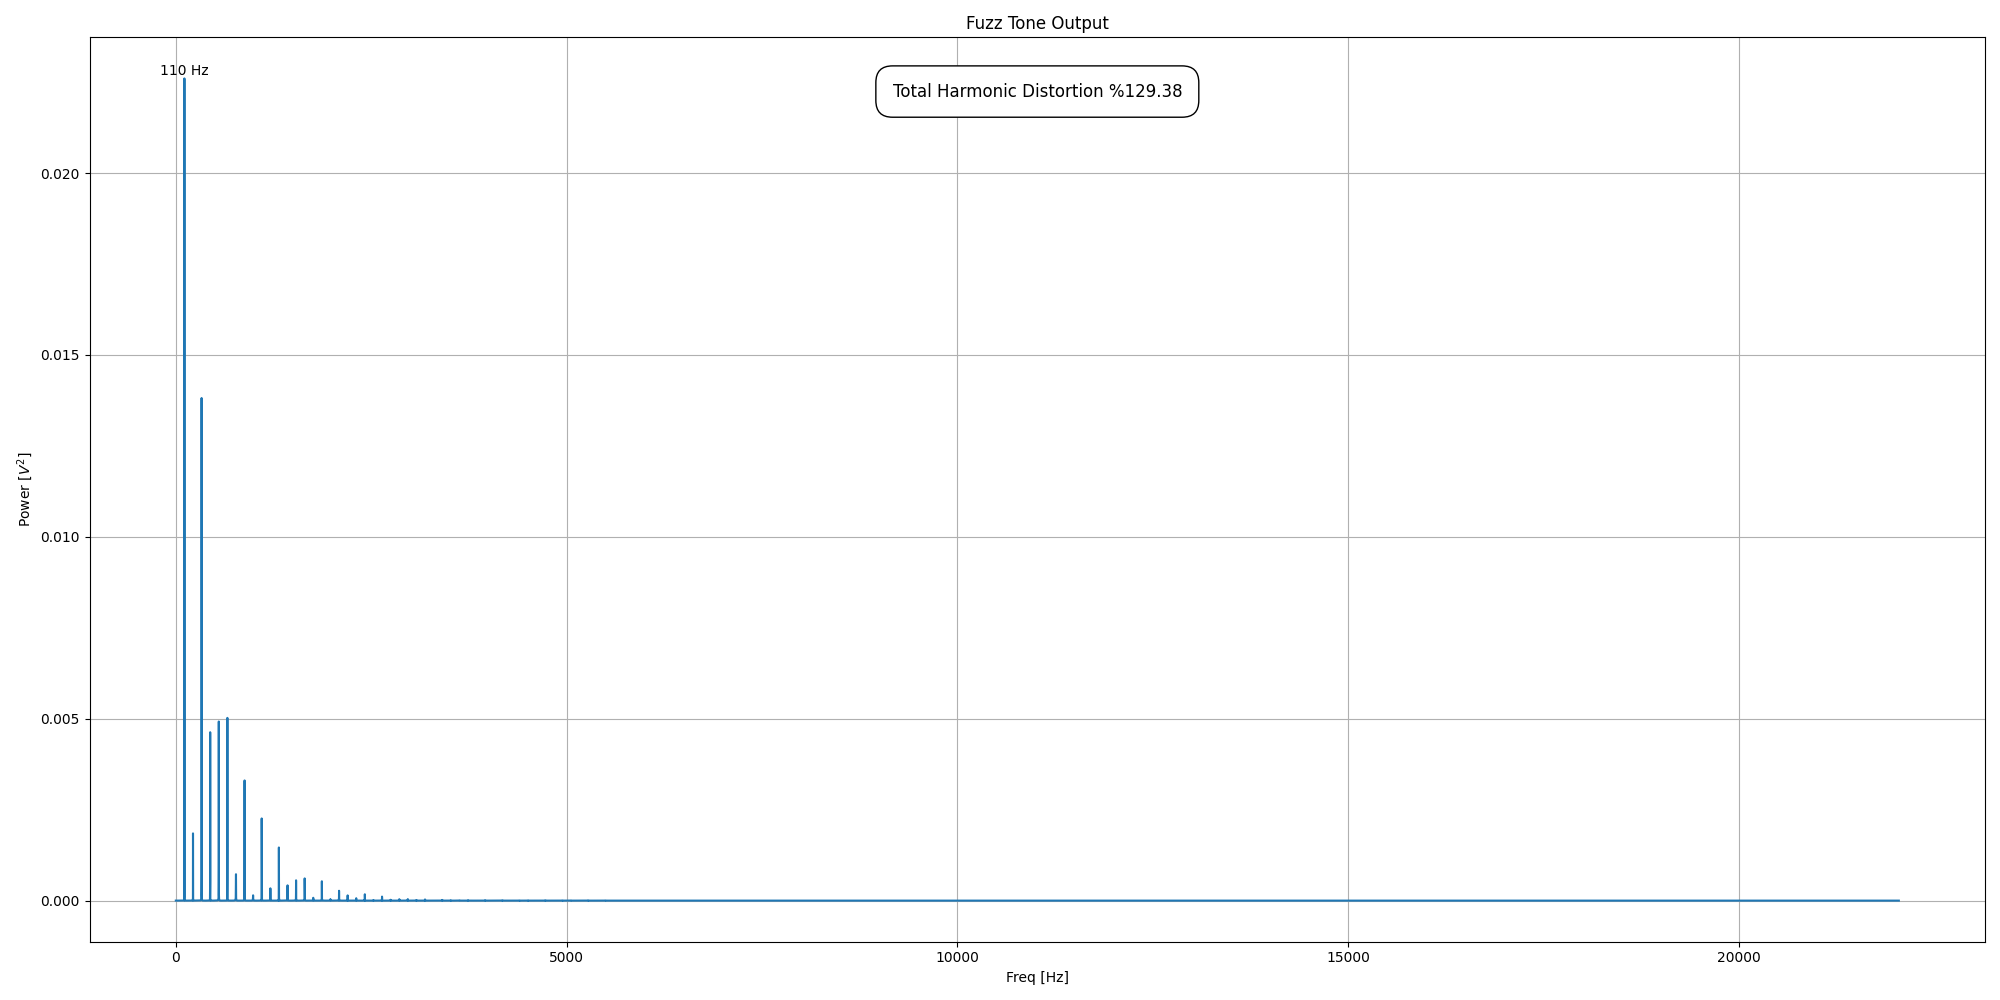 Fuzz Tone Output
110 Hz
Total Harmonic Distortion %129.38
0.020
0.015
0.010
0.005
0.000
Power [V²]
0 5000 10000 15000 20000
Freq [Hz]